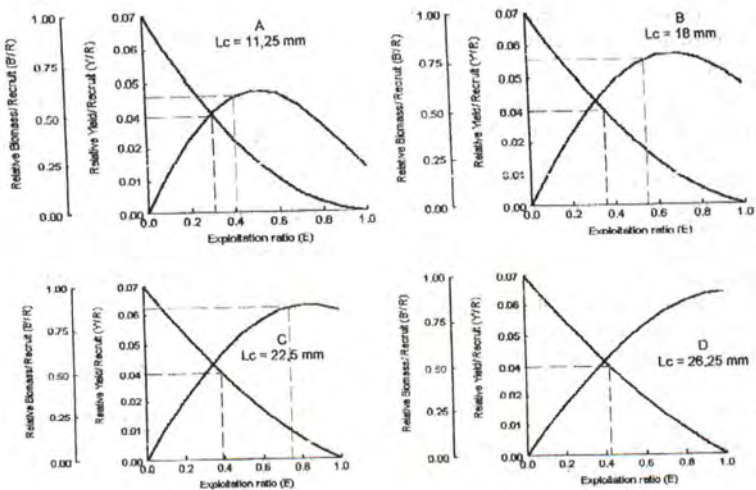 A
Lc = 11,25 mm
Relative Biomass/Recruit (B'/R)
1.00
0.75
0.50
0.25
0.00
Relative Yield/Recruit (Y'/R)
0.07
0.06
0.05
0.04
0.03
0.02
0.01
0.00
0.0 0.2 0.4 0.6 0.8 1.0
Exploitation ratio (E)
B
Lc = 18 mm
Relative Biomass/Recruit (B'/R)
1.00
0.75
0.50
0.25
0.00
Relative Yield/Recruit (Y'/R)
0.07
0.06
0.05
0.04
0.03
0.02
0.01
0.00
0.0 0.2 0.4 0.6 0.8 1.0
Exploitation ratio (E)
C
Lc = 22,5 mm
Relative Biomass/Recruit (B'/R)
1.00
0.75
0.50
0.25
0.00
Relative Yield/Recruit (Y'/R)
0.07
0.06
0.05
0.04
0.03
0.02
0.01
0.00
0.0 0.2 0.4 0.6 0.8 1.0
Exploitation ratio (E)
D
Lc = 26,25 mm
Relative Biomass/Recruit (B'/R)
1.00
0.75
0.50
0.25
0.00
Relative Yield/Recruit (Y'/R)
0.07
0.06
0.05
0.04
0.03
0.02
0.01
0.00
0.0 0.2 0.4 0.6 0.8 1.0
Exploitation ratio (E)